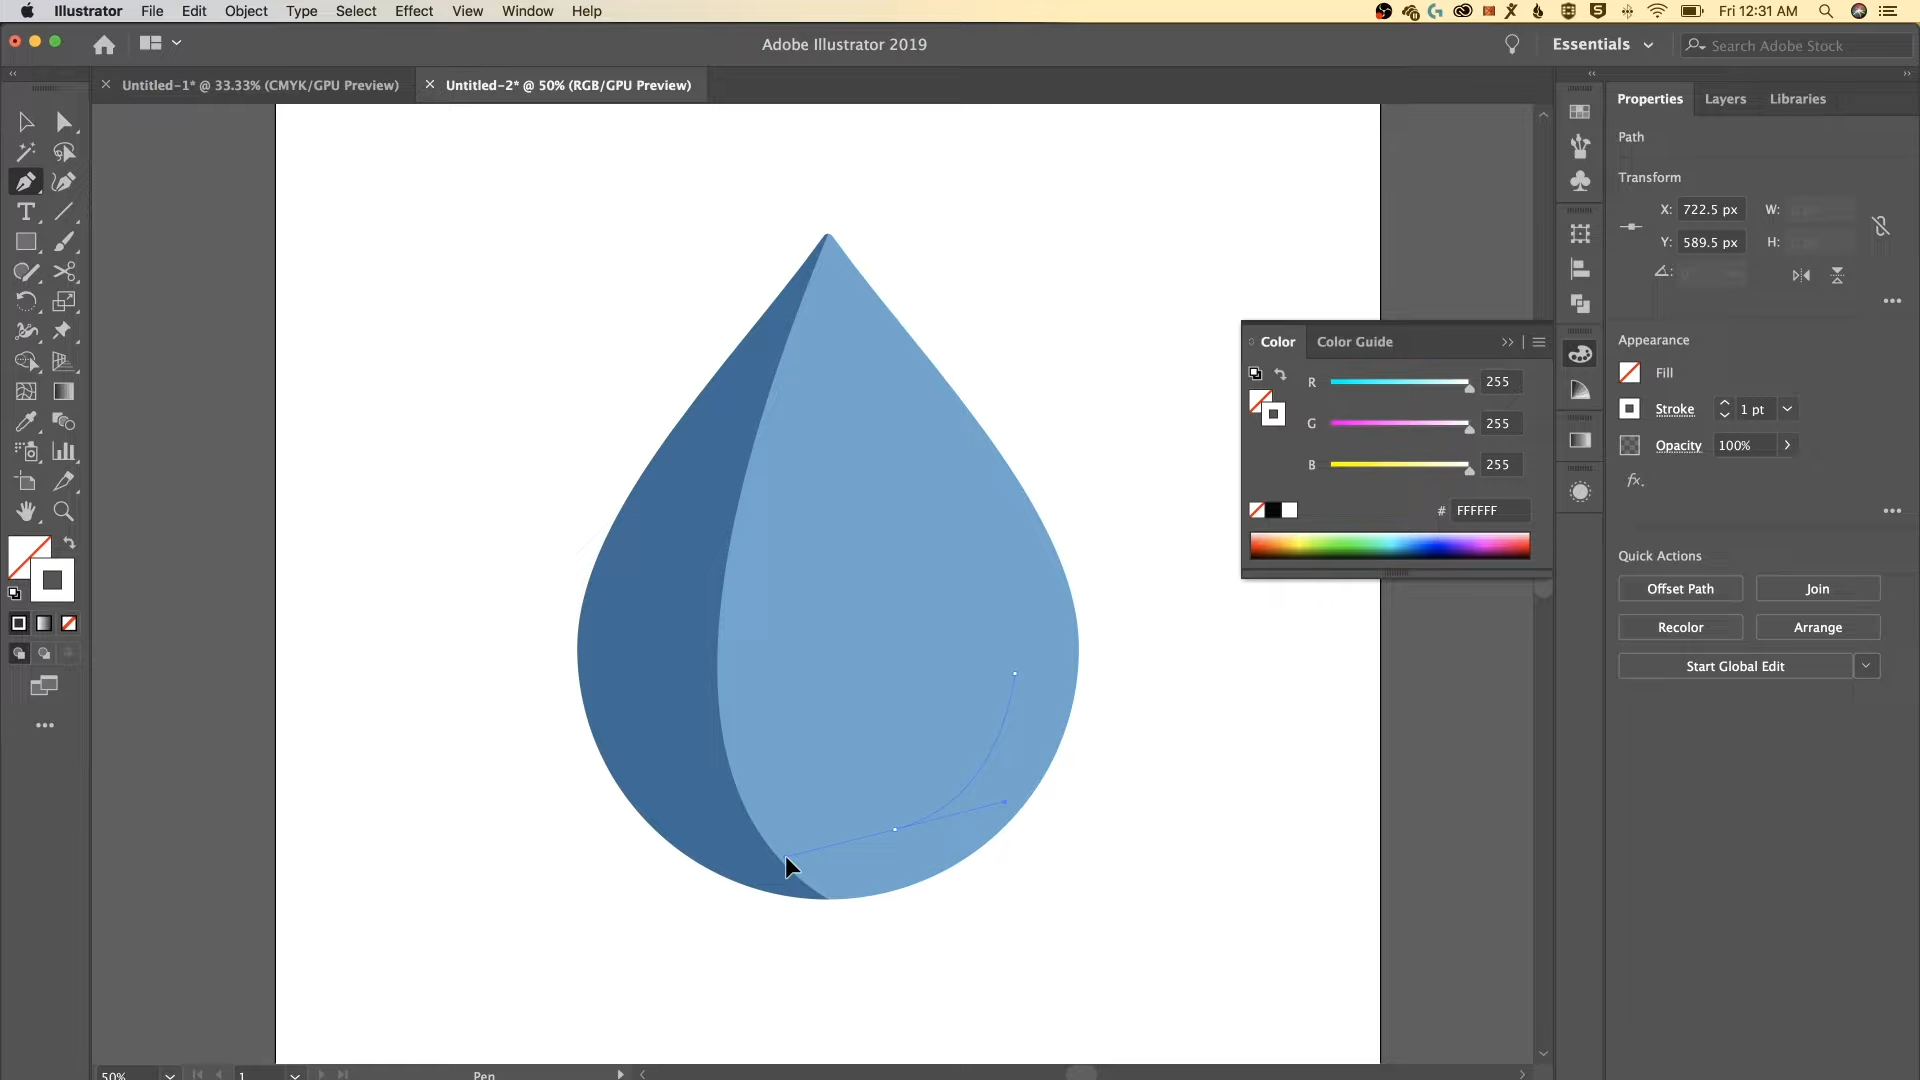 Illustrator File Edit Object Type Select Effect View Window Help Fri 12:31 AM
Adobe Illustrator 2019
Essentials
Search Adobe Stock
Untitled-1* @ 33.33% (CMYK/GPU Preview)
Untitled-2* @ 50% (RGB/GPU Preview)
Properties Layers Libraries
Path
Transform
X: 722.5 px W:
Y: 589.5 px H:
Color Color Guide
R 255
G 255
B 255
# FFFFFF
Appearance
Fill
Stroke 1 pt
Opacity 100%
fx.
Quick Actions
Offset Path Join
Recolor Arrange
Start Global Edit
50% 1 Pen